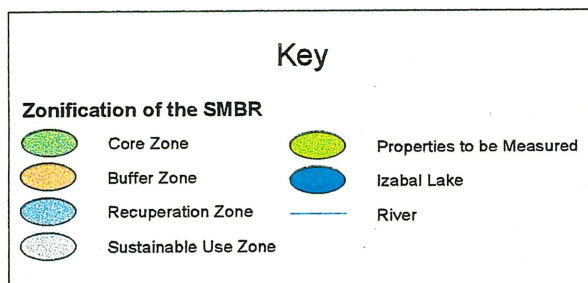 Key
Zonification of the SMBR
Core Zone
Buffer Zone
Recuperation Zone
Sustainable Use Zone
Properties to be Measured
Izabal Lake
River